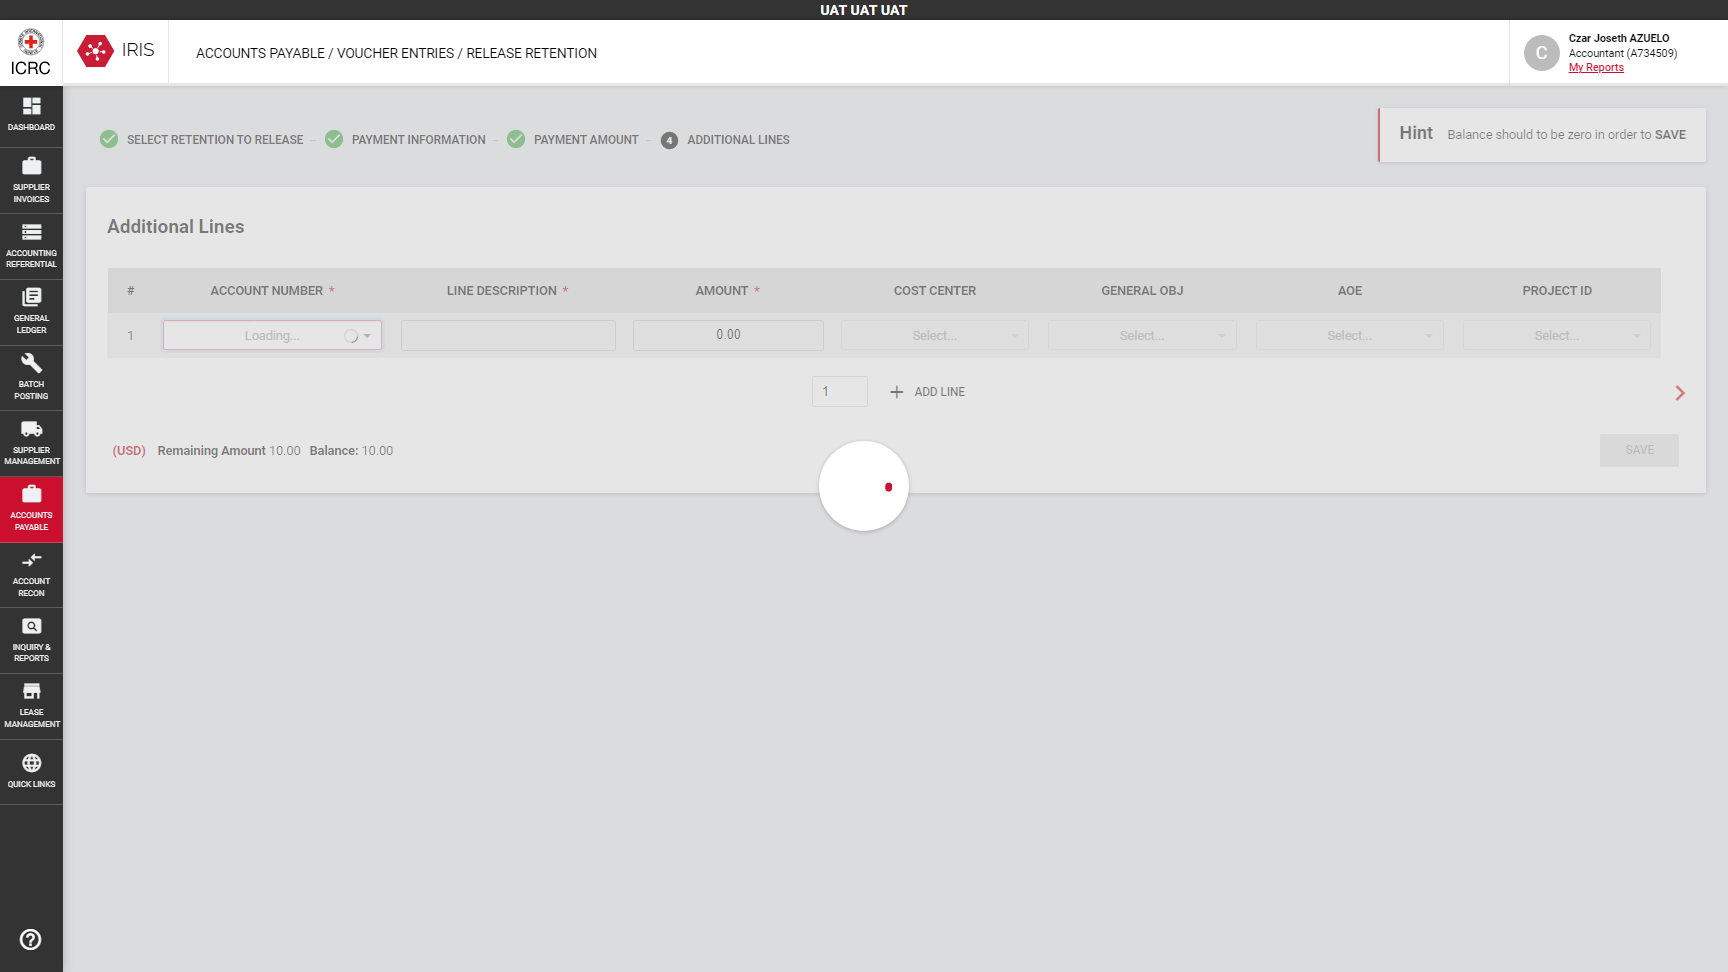 UAT UAT UAT
ICRC
IRIS
ACCOUNTS PAYABLE / VOUCHER ENTRIES / RELEASE RETENTION
C
Czar Joseth AZUELO
Accountant (A734509)
My Reports
DASHBOARD
SUPPLIER
INVOICES
ACCOUNTING
REFERENTIAL
GENERAL
LEDGER
BATCH
POSTING
SUPPLIER
MANAGEMENT
ACCOUNTS
PAYABLE
ACCOUNT
RECON
INQUIRY &
REPORTS
LEASE
MANAGEMENT
QUICK LINKS
SELECT RETENTION TO RELEASE
PAYMENT INFORMATION
PAYMENT AMOUNT
4 ADDITIONAL LINES
Hint Balance should to be zero in order to SAVE
Additional Lines
# ACCOUNT NUMBER * LINE DESCRIPTION * AMOUNT * COST CENTER GENERAL OBJ AOE PROJECT ID
1 Loading... 0.00 Select... Select... Select... Select...
1 ADD LINE
(USD) Remaining Amount 10.00 Balance: 10.00
SAVE